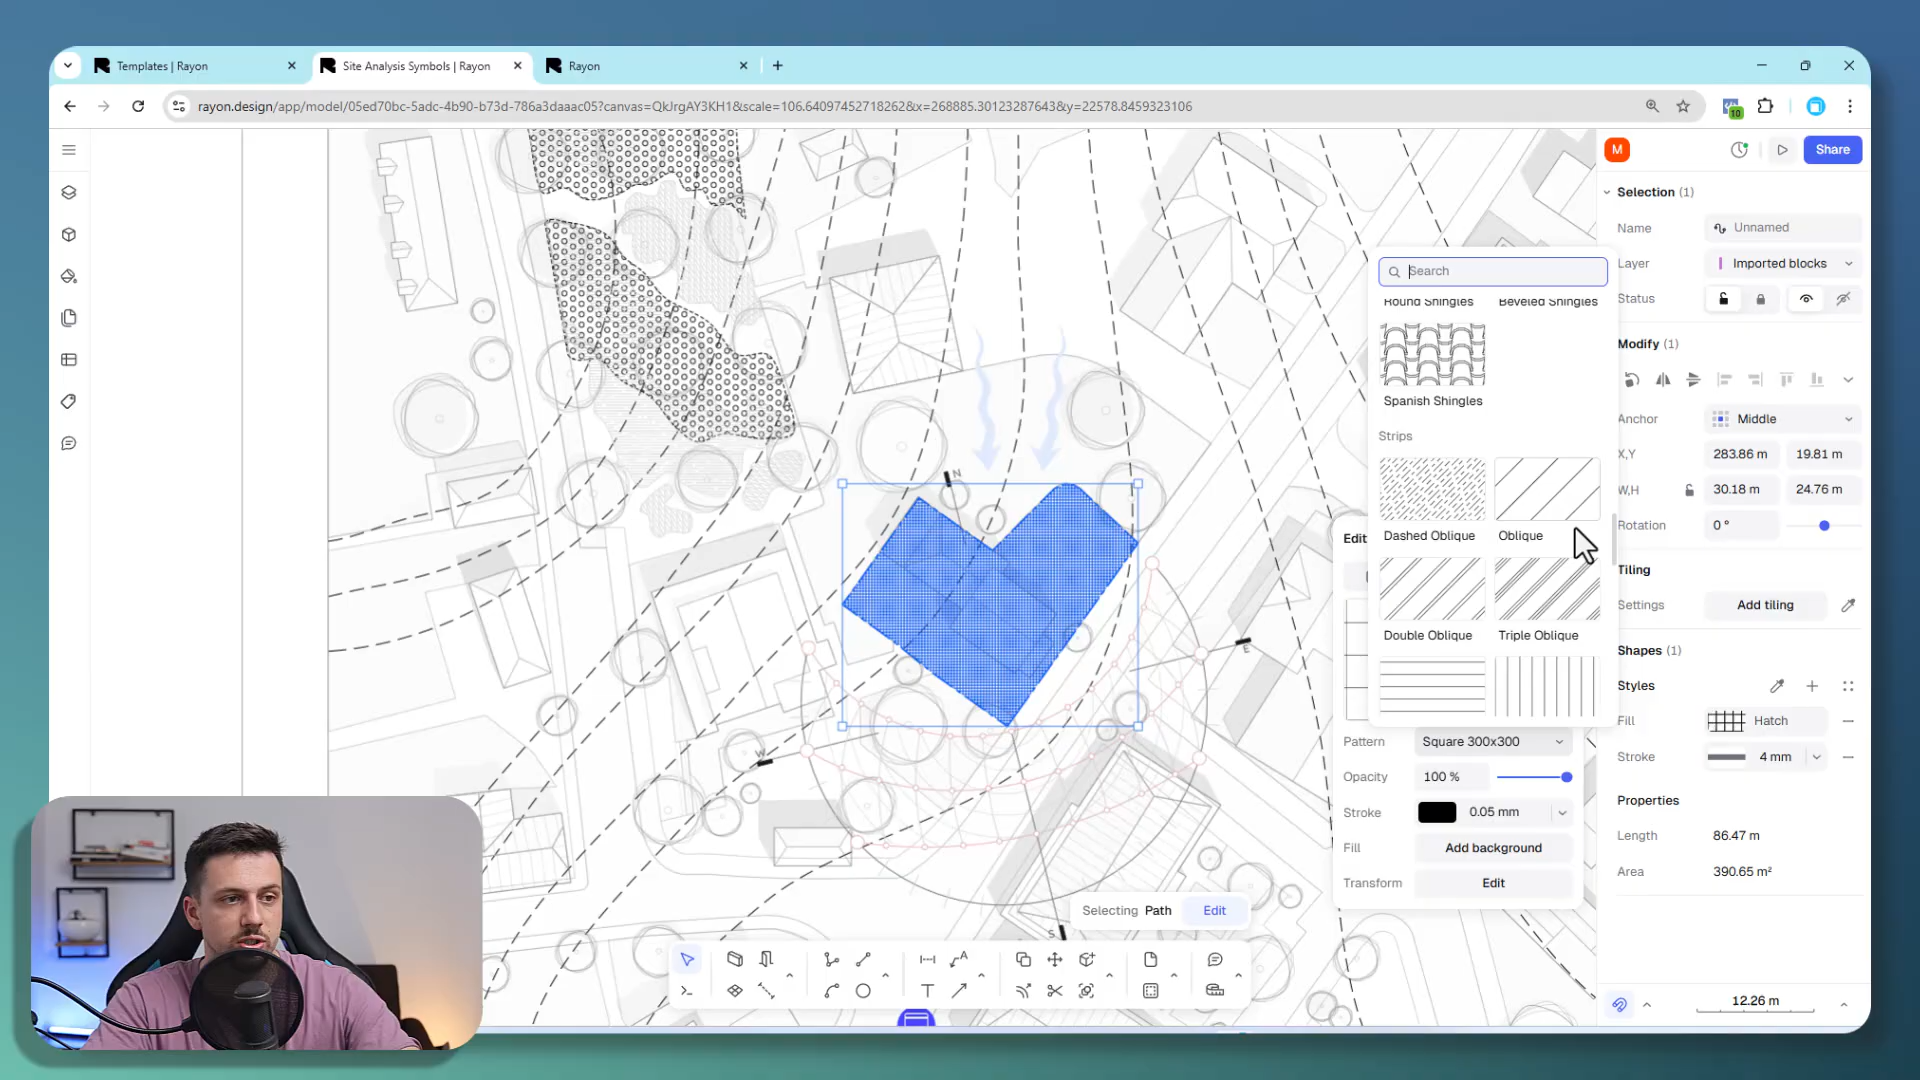 Templates | Rayon
Site Analysis Symbols | Rayon
Rayon
rayon.design/app/model/05ed70bc-5adc-4b90-b73d-786a3daaac05?canvas=QkJrgAY3KH1&scale=106.64097452718262&x=268885.30123287643&y=22578.8459323106
10
M
Share
Selection (1)
Name
Unnamed
Layer
Imported blocks
Status
Modify (1)
Anchor
Middle
X,Y
283.86 m
19.81 m
W,H
30.18 m
24.76 m
Rotation
0 °
Tiling
Settings
Add tiling
Shapes (1)
Styles
Fill
Hatch
Stroke
4 mm
Properties
Length
86.47 m
Area
390.65 m²
12.26 m
Search
Round Shingles
Beveled Shingles
Spanish Shingles
Strips
Dashed Oblique
Oblique
Double Oblique
Triple Oblique
Edit
Pattern
Square 300x300
Opacity
100 %
Stroke
0.05 mm
Fill
Add background
Transform
Edit
N
E
W
S
Selecting Path
Edit